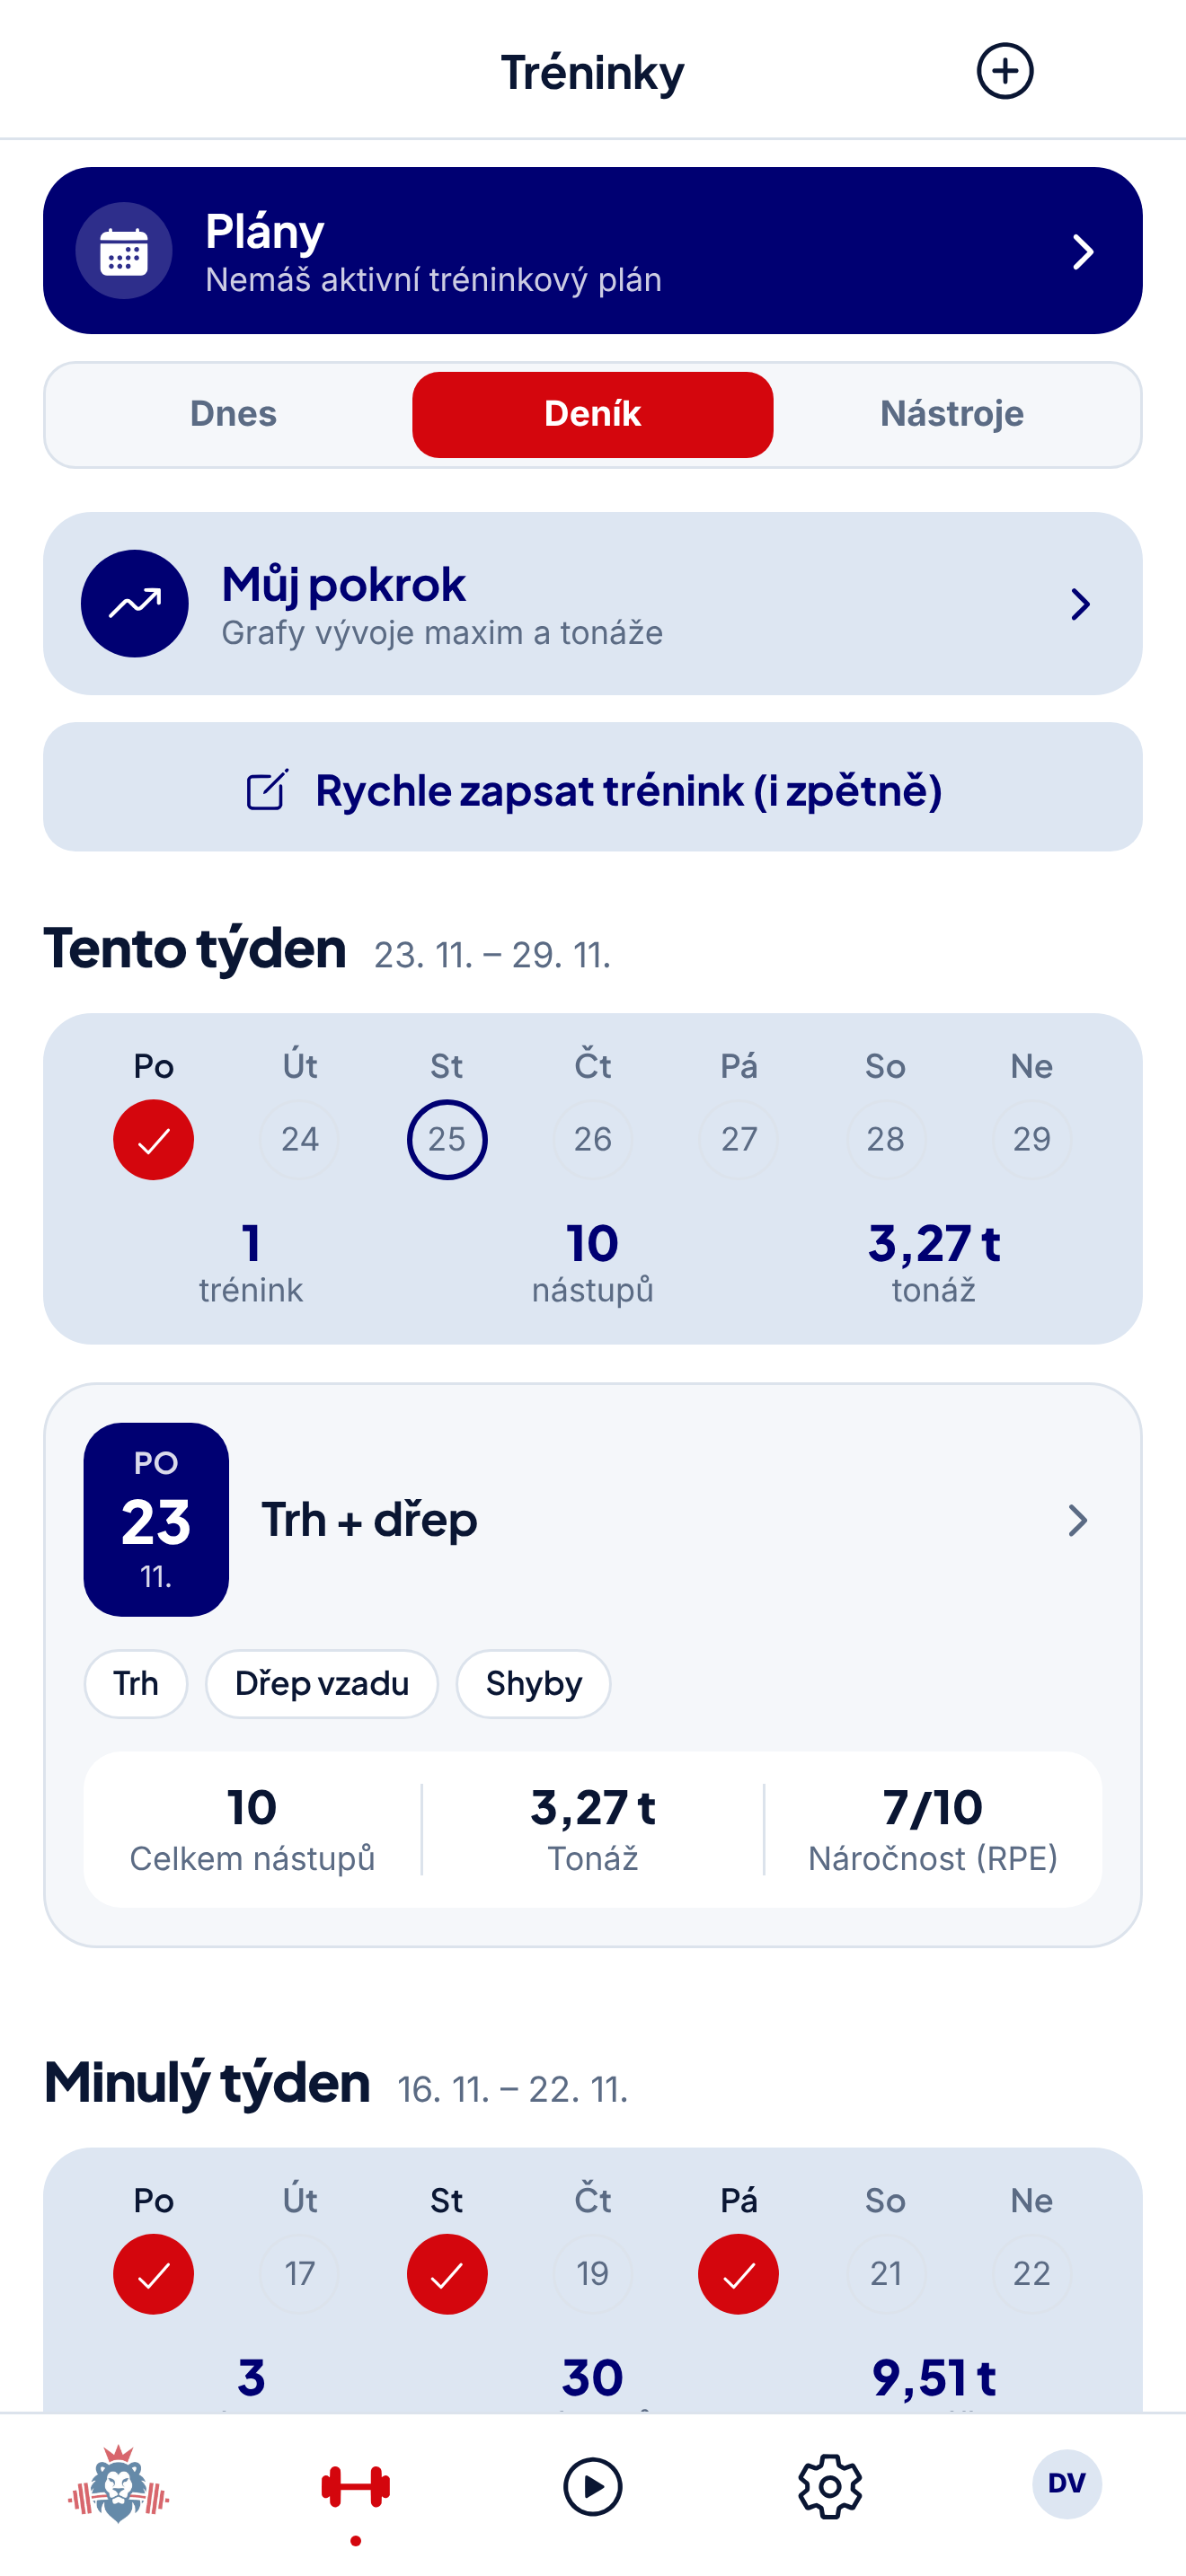 Tréninky
Plány
Nemáš aktivní tréninkový plán
Dnes Deník Nástroje
Můj pokrok
Grafy vývoje maxim a tonáže
Rychle zapsat trénink (i zpětně)
Tento týden 23. 11. – 29. 11.
Po Út St Čt Pá So Ne
24 25 26 27 28 29
1 10 3,27 t
trénink nástupů tonáž
PO
23
11.
Trh + dřep
Trh Dřep vzadu Shyby
10 3,27 t 7/10
Celkem nástupů Tonáž Náročnost (RPE)
Minulý týden 16. 11. – 22. 11.
Po Út St Čt Pá So Ne
17 19 21 22
3 30 9,51 t
DV